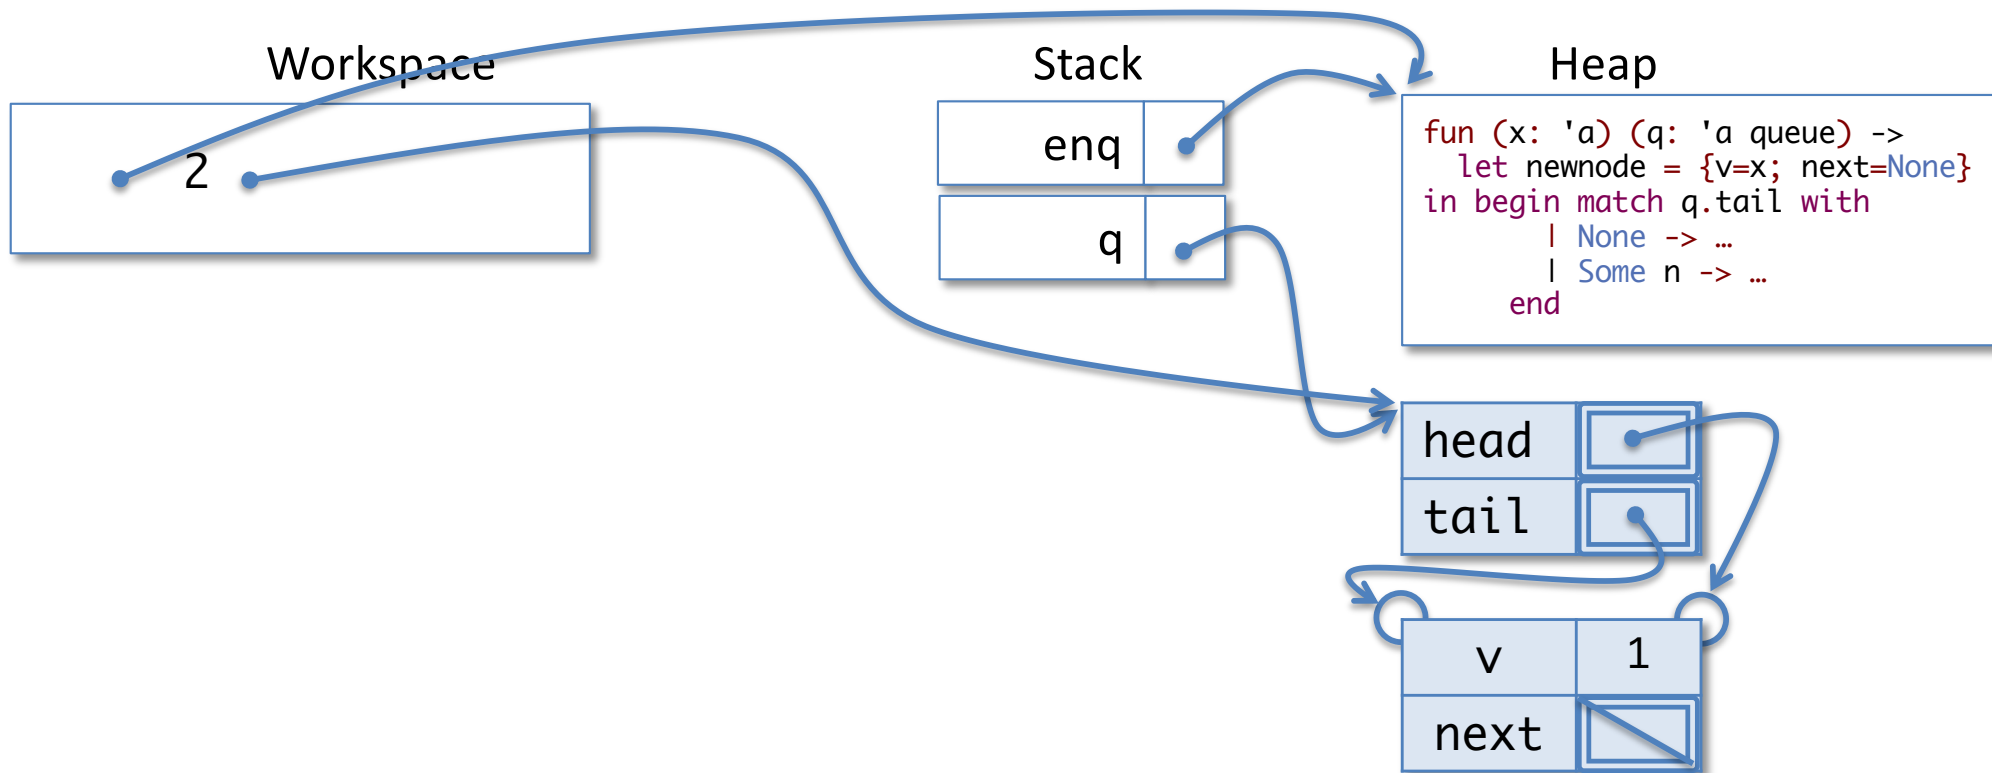 Workspace
Stack
Heap
2
enq
q
fun (x: 'a) (q: 'a queue) ->
let newnode = {v=x; next=None}
in begin match q.tail with
| None -> …
| Some n -> …
end
head
tail
v 1
next